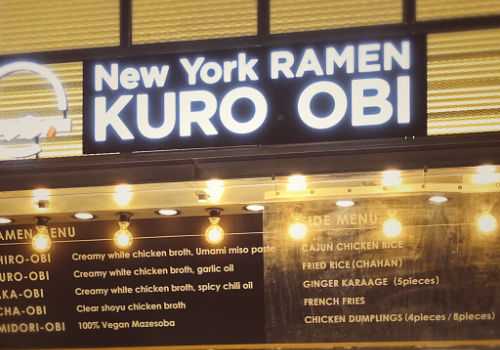 New York RAMEN
KURO OBI
RAMEN MENU
SHIRO-OBI Creamy white chicken broth, Umami miso paste
KURO-OBI Creamy white chicken broth, garlic oil
AKA-OBI Creamy white chicken broth, spicy chili oil
CHA-OBI Clear shoyu chicken broth
MIDORI-OBI 100% Vegan Mazesoba
SIDE MENU
CAJUN CHICKEN RICE
FRIED RICE (CHAHAN)
GINGER KARAAGE (5pieces)
FRENCH FRIES
CHICKEN DUMPLINGS (4pieces / 8pieces)